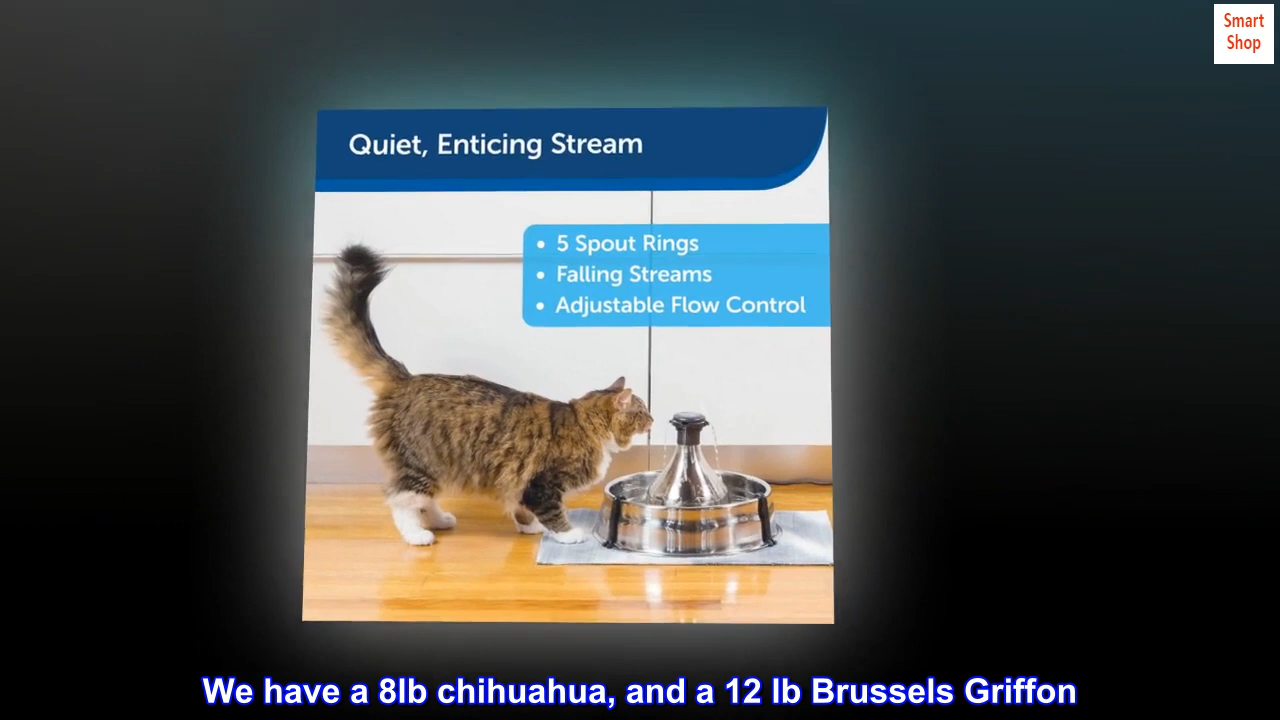 Smart
Shop
Quiet, Enticing Stream
• 5 Spout Rings
• Falling Streams
• Adjustable Flow Control
We have a 8lb chihuahua, and a 12 lb Brussels Griffon